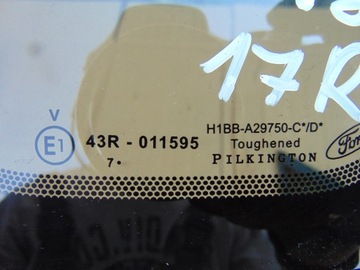 17R
V
E1
43R - 011595
7•
H1BB-A29750-C*/D*
Toughened
PILKINGTON
Ford